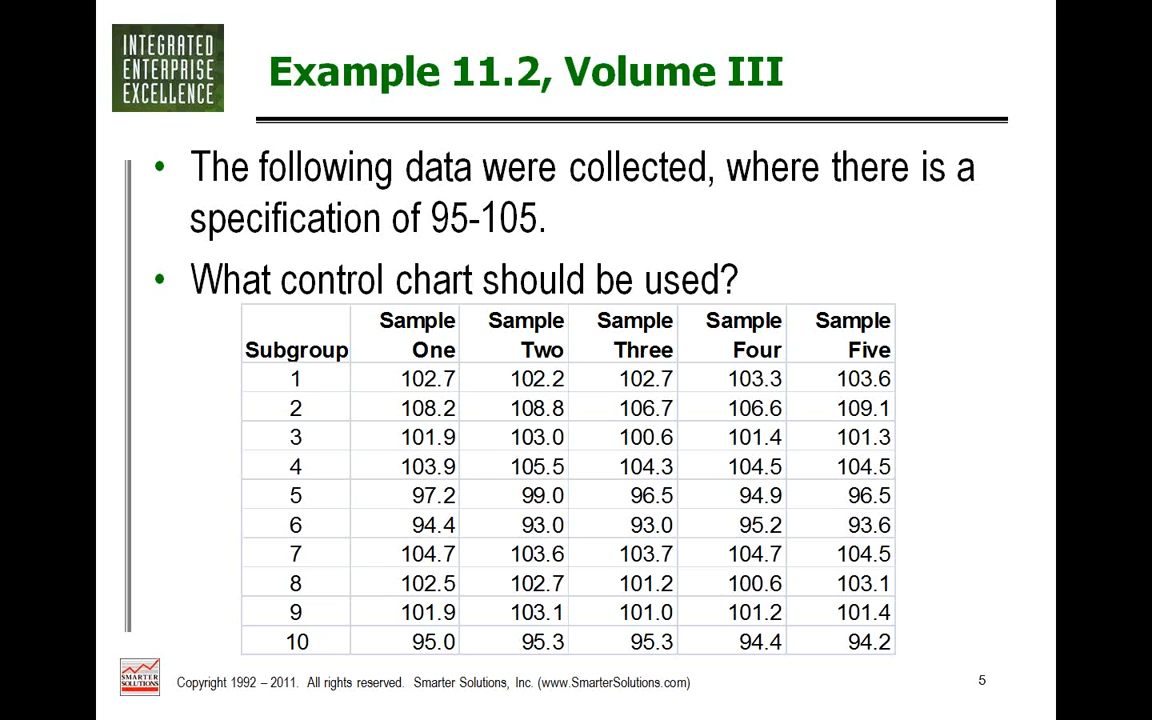 INTEGRATED
ENTERPRISE
EXCELLENCE
Example 11.2, Volume III
• The following data were collected, where there is a
specification of 95-105.
• What control chart should be used?
Subgroup Sample One Sample Two Sample Three Sample Four Sample Five
1 102.7 102.2 102.7 103.3 103.6
2 108.2 108.8 106.7 106.6 109.1
3 101.9 103.0 100.6 101.4 101.3
4 103.9 105.5 104.3 104.5 104.5
5 97.2 99.0 96.5 94.9 96.5
6 94.4 93.0 93.0 95.2 93.6
7 104.7 103.6 103.7 104.7 104.5
8 102.5 102.7 101.2 100.6 103.1
9 101.9 103.1 101.0 101.2 101.4
10 95.0 95.3 95.3 94.4 94.2
SMARTER
SOLUTIONS
Copyright 1992 – 2011. All rights reserved. Smarter Solutions, Inc. (www.SmarterSolutions.com)
5